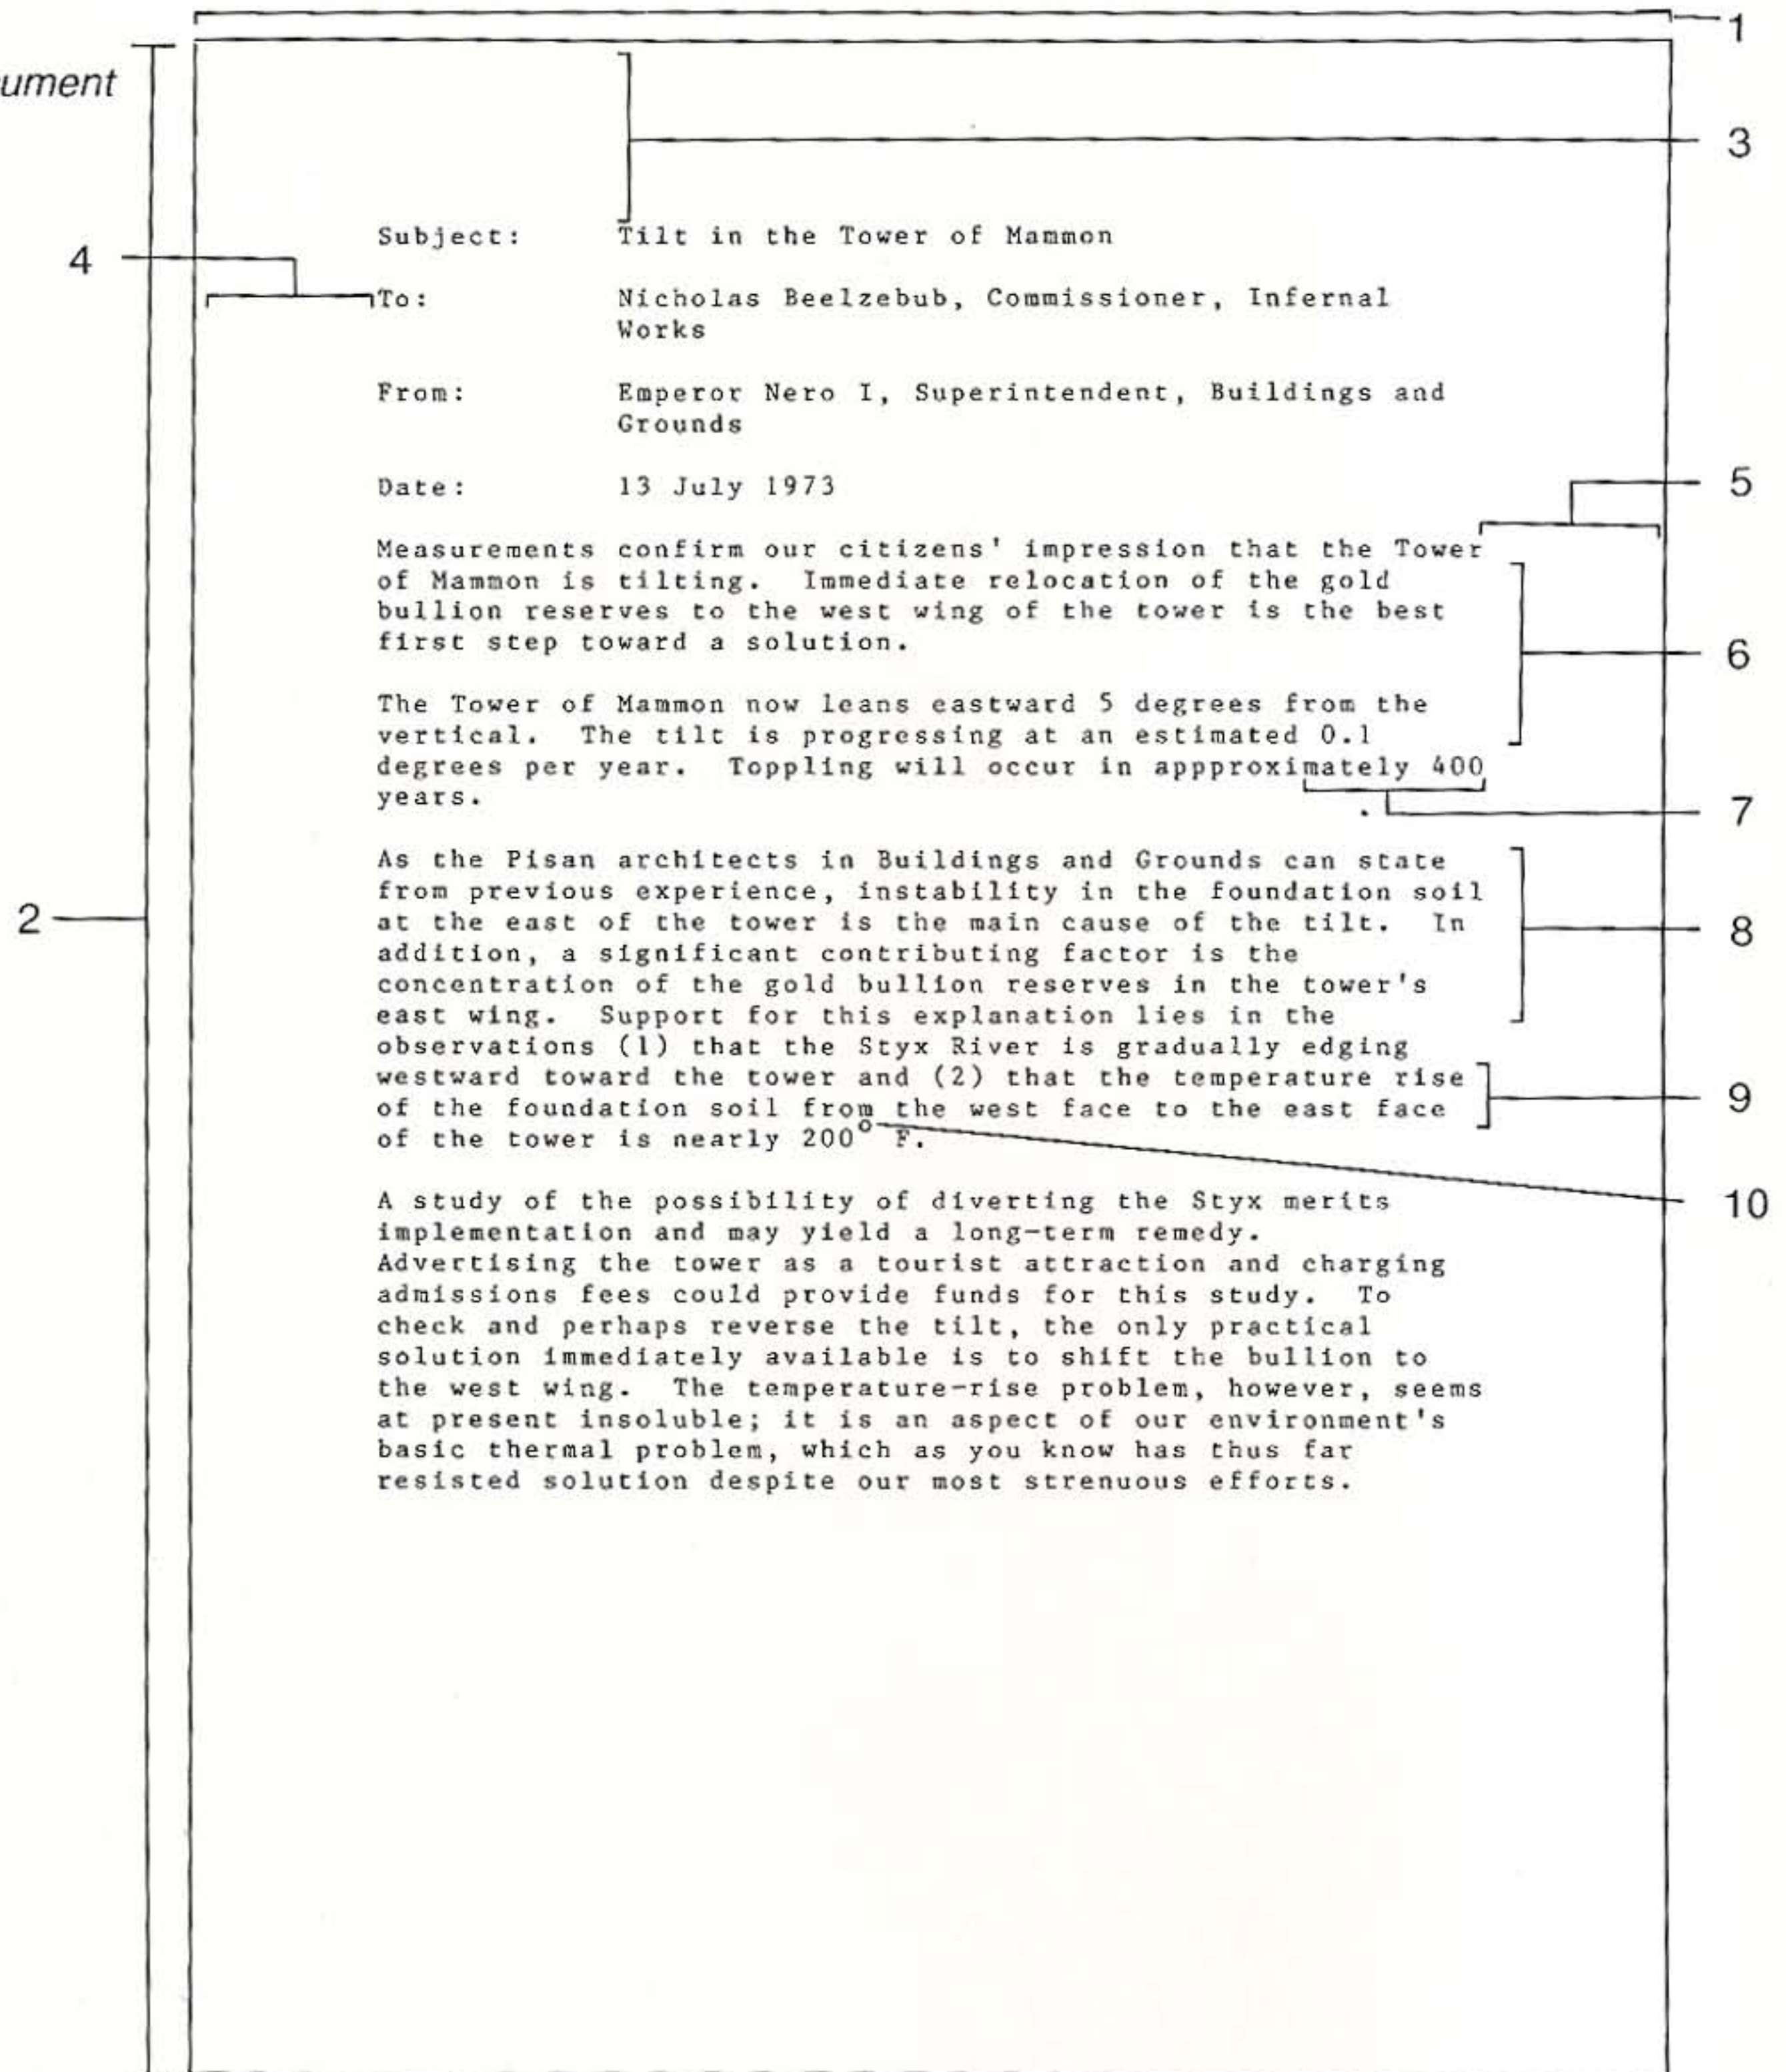 1
ument
3
Subject: Tilt in the Tower of Mammon
4
To: Nicholas Beelzebub, Commissioner, Infernal
Works
From: Emperor Nero I, Superintendent, Buildings and
Grounds
Date: 13 July 1973
5
Measurements confirm our citizens' impression that the Tower
of Mammon is tilting. Immediate relocation of the gold
bullion reserves to the west wing of the tower is the best
first step toward a solution.
6
The Tower of Mammon now leans eastward 5 degrees from the
vertical. The tilt is progressing at an estimated 0.1
degrees per year. Toppling will occur in appproximately 400
years.
7
As the Pisan architects in Buildings and Grounds can state
from previous experience, instability in the foundation soil
at the east of the tower is the main cause of the tilt. In
2
8
addition, a significant contributing factor is the
concentration of the gold bullion reserves in the tower's
east wing. Support for this explanation lies in the
observations (1) that the Styx River is gradually edging
westward toward the tower and (2) that the temperature rise
9
of the foundation soil from the west face to the east face
of the tower is nearly 200° F.
10
A study of the possibility of diverting the Styx merits
implementation and may yield a long-term remedy.
Advertising the tower as a tourist attraction and charging
admissions fees could provide funds for this study. To
check and perhaps reverse the tilt, the only practical
solution immediately available is to shift the bullion to
the west wing. The temperature-rise problem, however, seems
at present insoluble; it is an aspect of our environment's
basic thermal problem, which as you know has thus far
resisted solution despite our most strenuous efforts.